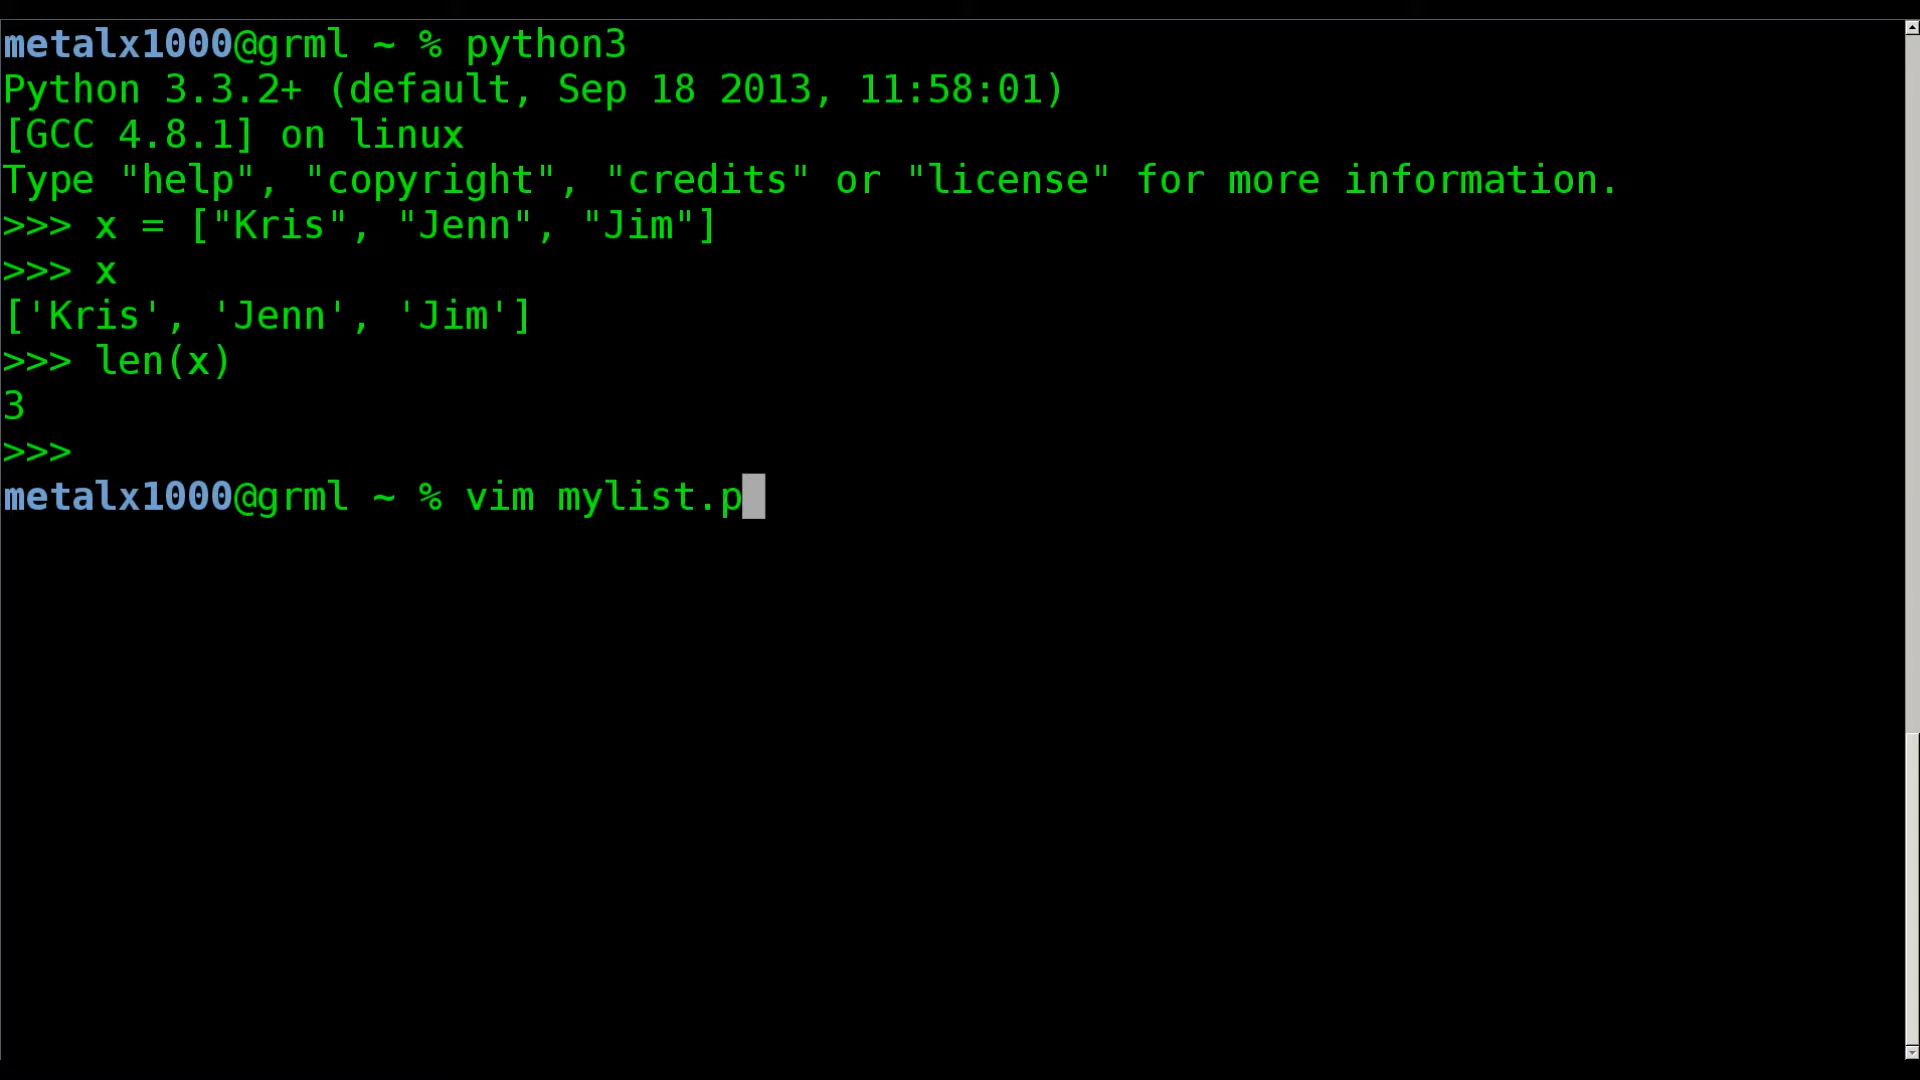 metalx1000@grml ~ % python3
Python 3.3.2+ (default, Sep 18 2013, 11:58:01)
[GCC 4.8.1] on linux
Type "help", "copyright", "credits" or "license" for more information.
>>> x = ["Kris", "Jenn", "Jim"]
>>> x
['Kris', 'Jenn', 'Jim']
>>> len(x)
3
>>>
metalx1000@grml ~ % vim mylist.p